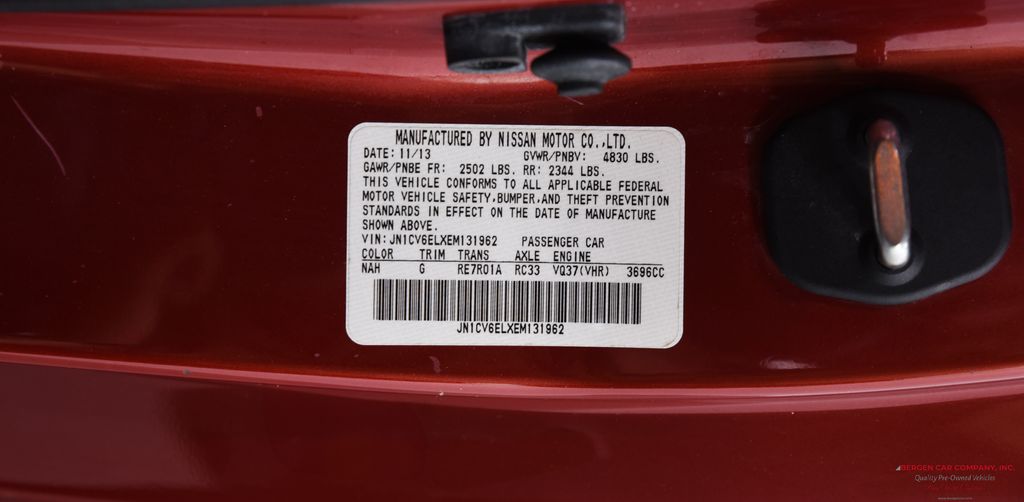 MANUFACTURED BY NISSAN MOTOR CO.,LTD.
DATE: 11/13 GVWR/PNBV: 4830 LBS.
GAWR/PNBE FR: 2502 LBS. RR: 2344 LBS.
THIS VEHICLE CONFORMS TO ALL APPLICABLE FEDERAL
MOTOR VEHICLE SAFETY,BUMPER,AND THEFT PREVENTION
STANDARDS IN EFFECT ON THE DATE OF MANUFACTURE
SHOWN ABOVE.
VIN: JN1CV6ELXEM131962 PASSENGER CAR
COLOR TRIM TRANS AXLE ENGINE
NAH G RE7R01A RC33 VQ37(VHR) 3696CC
JN1CV6ELXEM131962
BERGEN CAR COMPANY, INC.
Quality Pre-Owned Vehicles